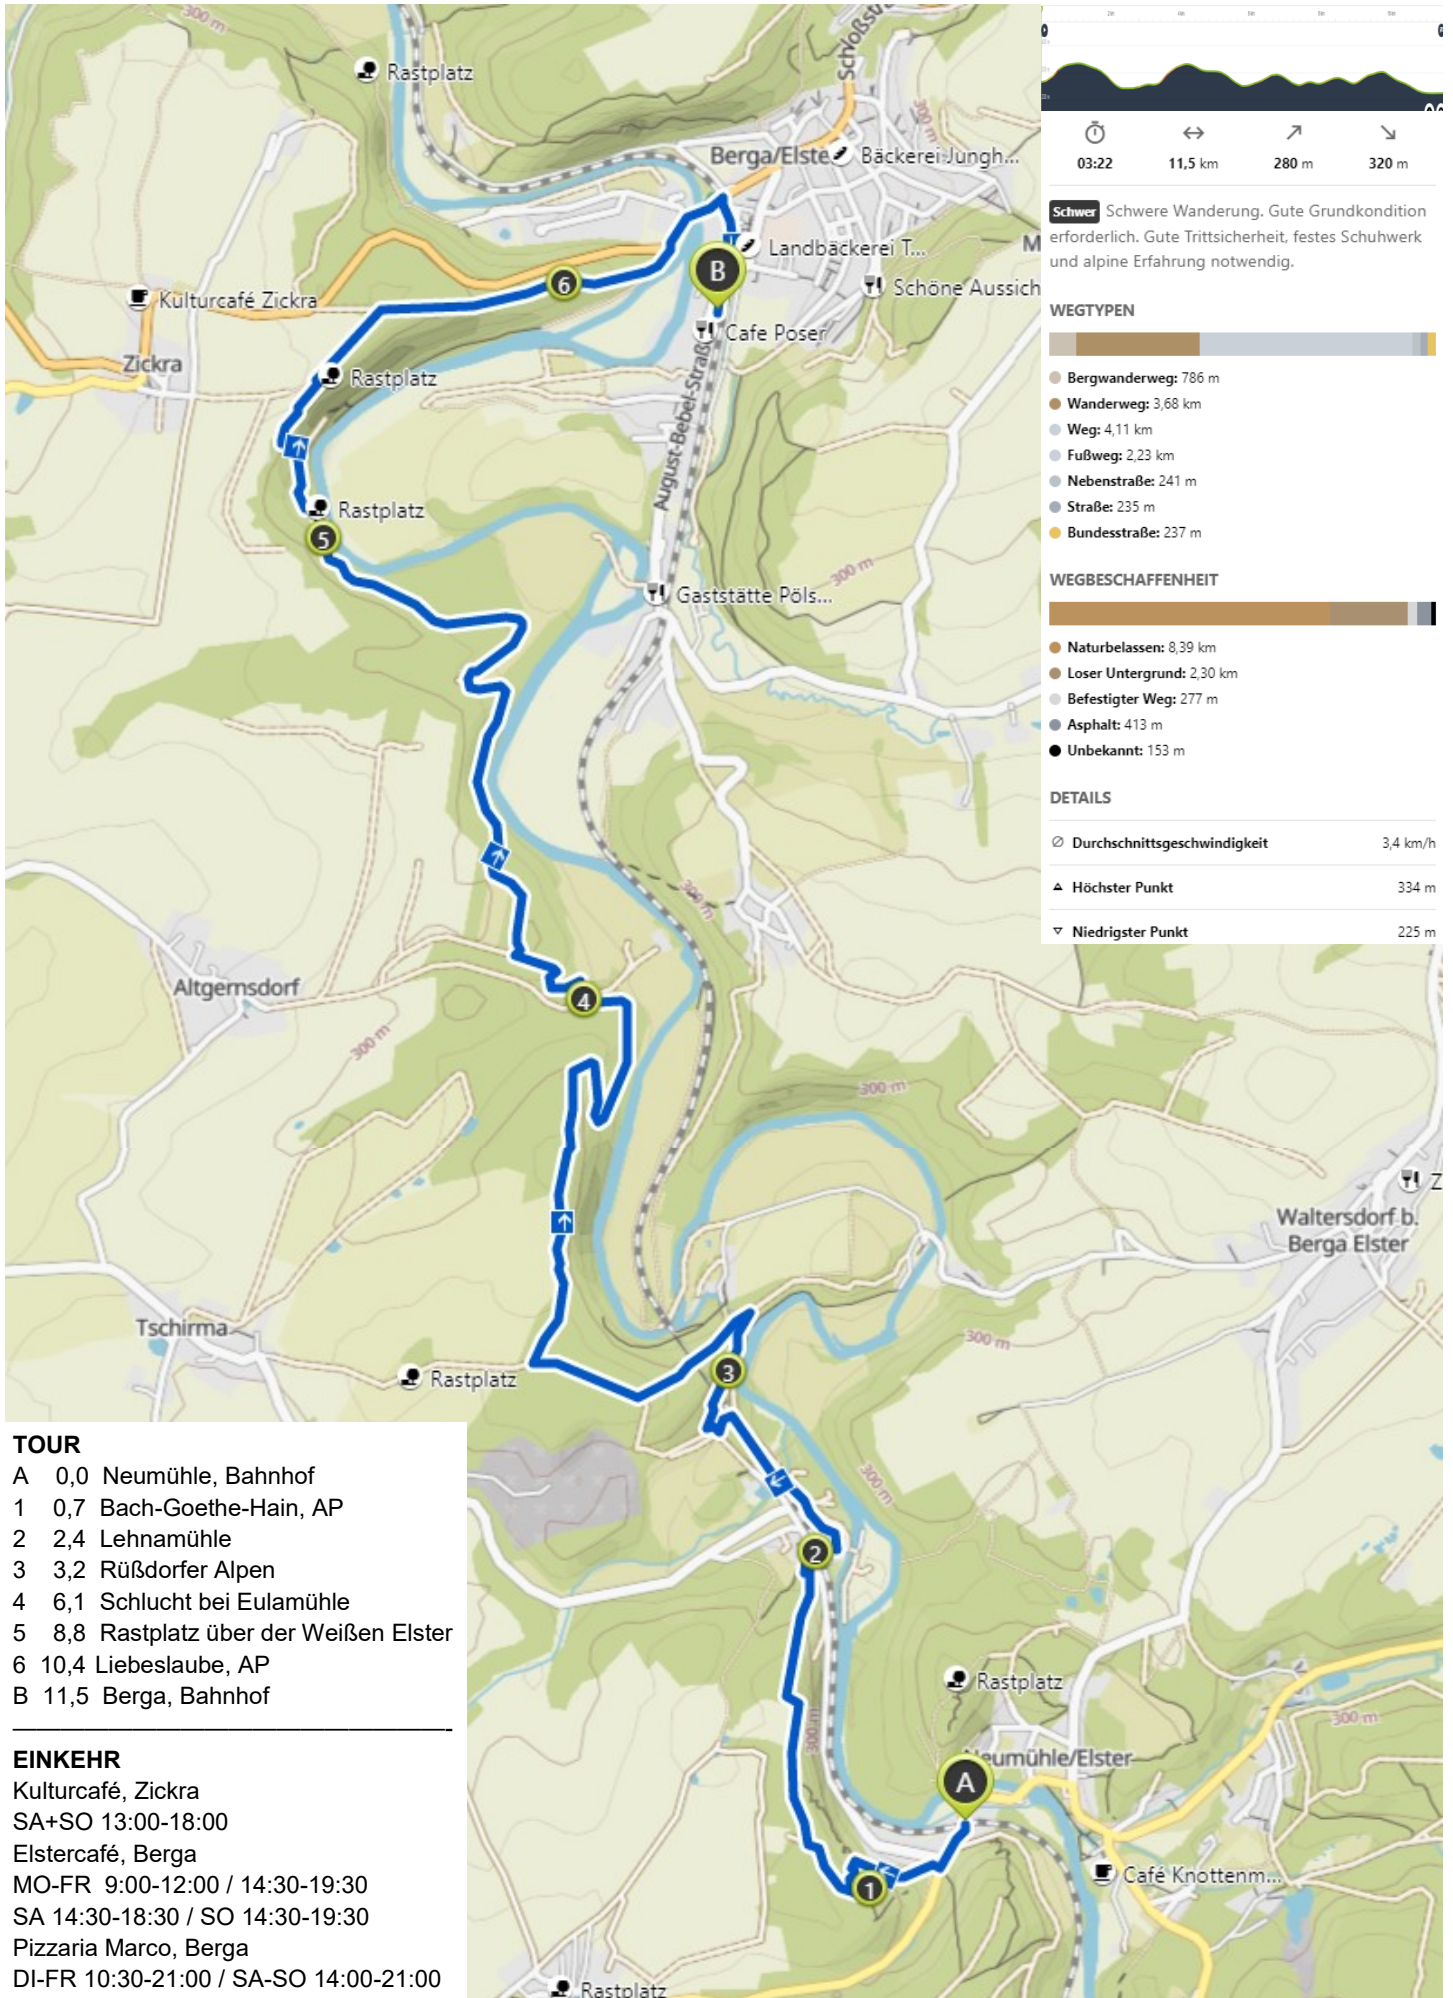 Rastplatz
Schloßstr
300 m
Berga/Elster
Bäckerei Jungh...
Landbäckerei T...
M
Schöne Aussich
Kulturcafé Zickra
B
6
Cafe Poser
Zickra
Rastplatz
August-Bebel-Straße
Rastplatz
5
300 m
Gaststätte Pöls...
300 m
Altgernsdorf
4
300 m
300 m
Z
Waltersdorf b.
Berga Elster
Tschirma
300 m
3
Rastplatz
300 m
2
Rastplatz
300 m
300 m
Neumühle/Elster
A
Café Knottenm...
1
Rastplatz
03:22
11,5 km
280 m
320 m
Schwer Schwere Wanderung. Gute Grundkondition
erforderlich. Gute Trittsicherheit, festes Schuhwerk
und alpine Erfahrung notwendig.
WEGTYPEN
Bergwanderweg: 786 m
Wanderweg: 3,68 km
Weg: 4,11 km
Fußweg: 2,23 km
Nebenstraße: 241 m
Straße: 235 m
Bundesstraße: 237 m
WEGBESCHAFFENHEIT
Naturbelassen: 8,39 km
Loser Untergrund: 2,30 km
Befestigter Weg: 277 m
Asphalt: 413 m
Unbekannt: 153 m
DETAILS
Durchschnittsgeschwindigkeit 3,4 km/h
Höchster Punkt 334 m
Niedrigster Punkt 225 m
TOUR
A 0,0 Neumühle, Bahnhof
1 0,7 Bach-Goethe-Hain, AP
2 2,4 Lehnamühle
3 3,2 Rüßdorfer Alpen
4 6,1 Schlucht bei Eulamühle
5 8,8 Rastplatz über der Weißen Elster
6 10,4 Liebeslaube, AP
B 11,5 Berga, Bahnhof
EINKEHR
Kulturcafé, Zickra
SA+SO 13:00-18:00
Elstercafé, Berga
MO-FR 9:00-12:00 / 14:30-19:30
SA 14:30-18:30 / SO 14:30-19:30
Pizzaria Marco, Berga
DI-FR 10:30-21:00 / SA-SO 14:00-21:00